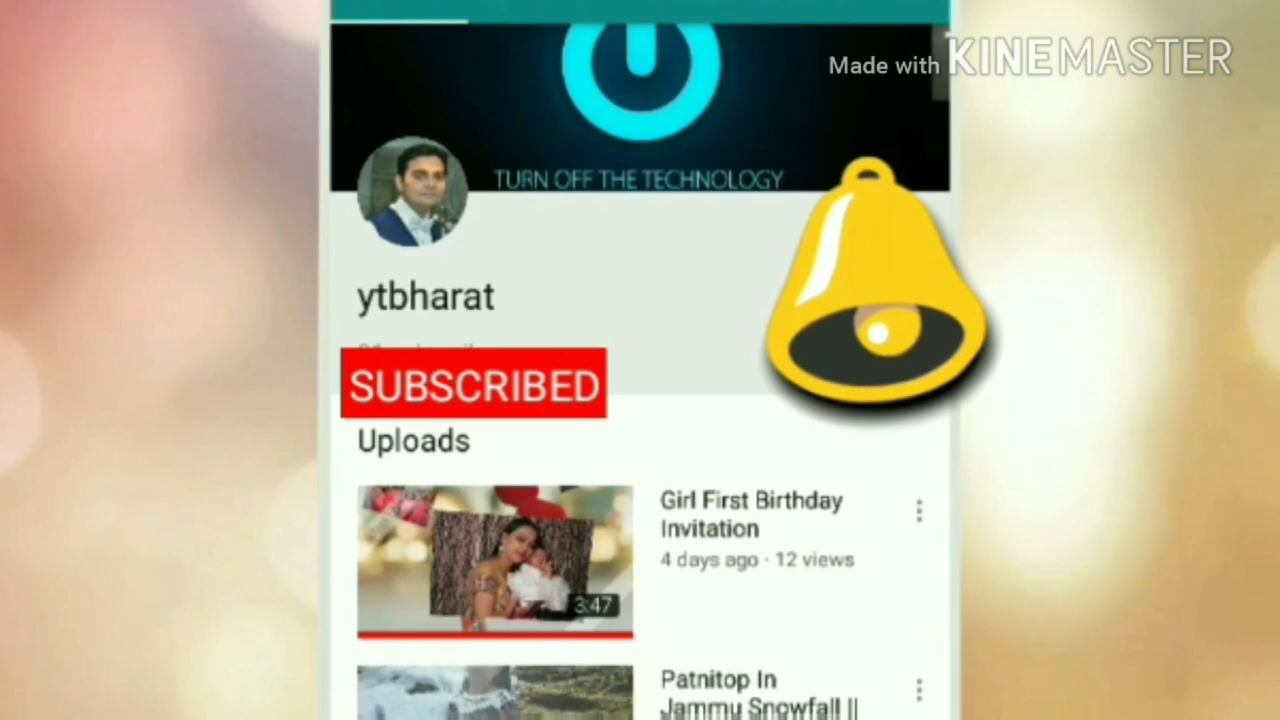 Made with KINEMASTER
TURN OFF THE TECHNOLOGY
ytbharat
SUBSCRIBED
Uploads
Girl First Birthday
Invitation
4 days ago · 12 views
3:47
Patnitop In
Jammu Snowfall ||